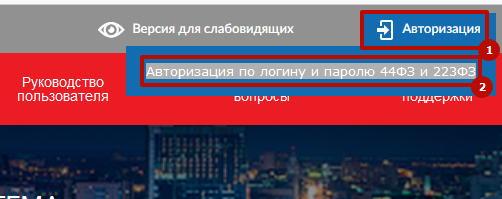 Версия для слабовидящих
Авторизация
1
Авторизация по логину и паролю 44ФЗ и 223ФЗ
2
Руководство
пользователя
вопросы
поддержки